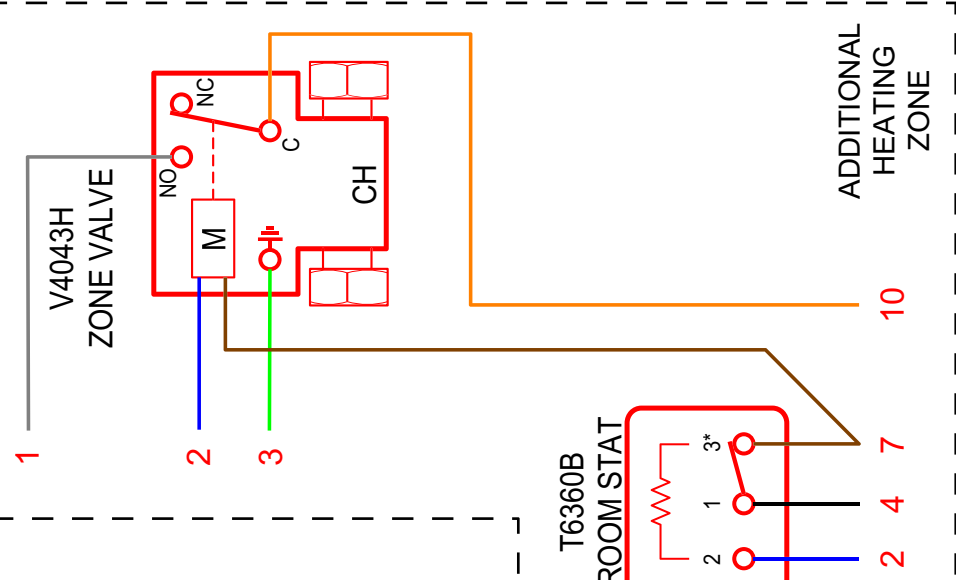 ADDITIONAL
HEATING
ZONE
V4043H
ZONE VALVE
NC
NO
C
M
CH
1
2
3
10
T6360B
ROOM STAT
3*
1
2
7
4
2